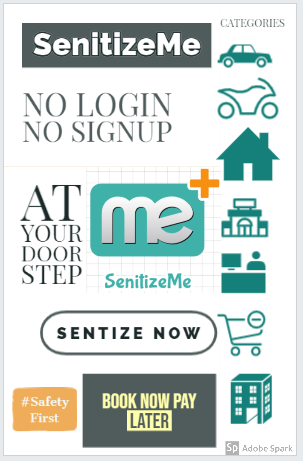 SenitizeMe
CATEGORIES
NO LOGIN
NO SIGNUP
AT
YOUR
DOOR
STEP
me
SenitizeMe
SENTIZE NOW
#Safety
First
BOOK NOW PAY
LATER
Sp Adobe Spark